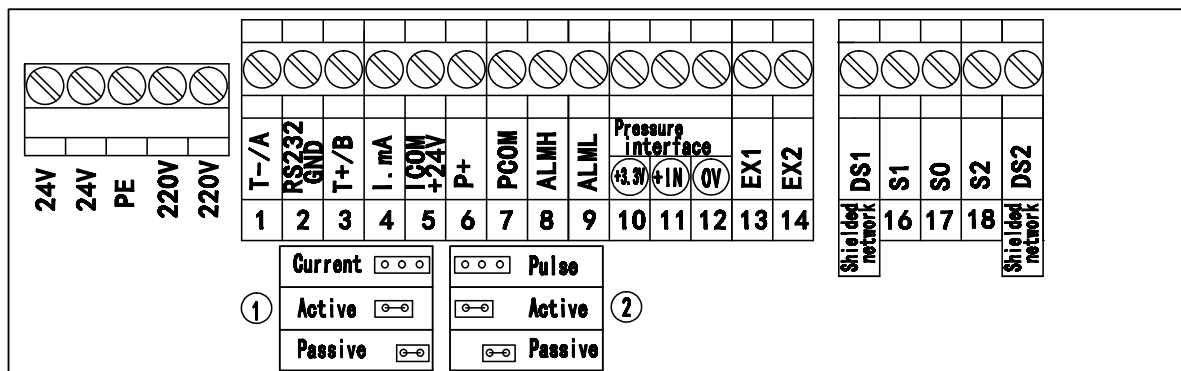 24V
24V
PE
220V
220V
T-/A
RS232
GND
T+/B
I.mA
ICOM
+24V
P+
PCOM
ALMH
ALML
Pressure
interface
+3.3V
+IN
0V
EX1
EX2
1 2 3 4 5 6 7 8 9 10 11 12 13 14
DS1
S1
S0
S2
DS2
Shielded
network
16 17 18
Shielded
network
Current
Pulse
1
Active
Active
2
Passive
Passive